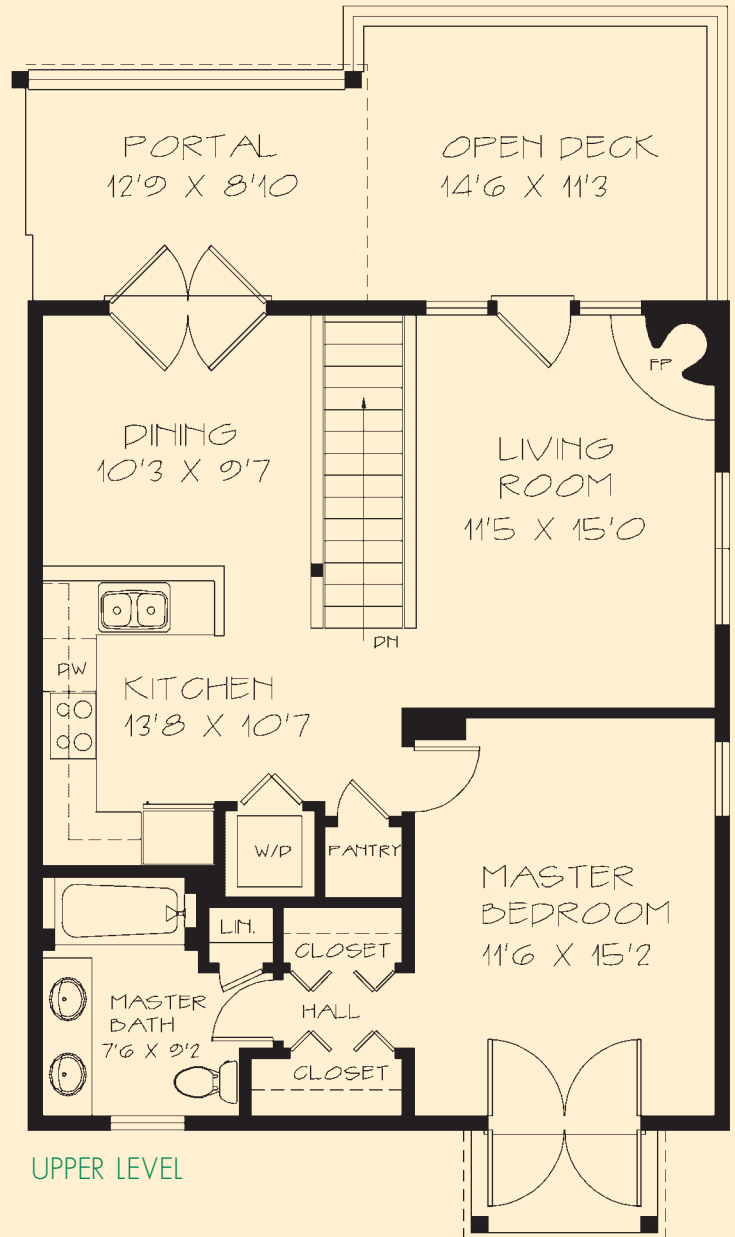 PORTAL
12'9 X 8'10
OPEN DECK
14'6 X 11'3
FP
DINING
10'3 X 9'7
LIVING
ROOM
11'5 X 15'0
DN
DW
KITCHEN
13'8 X 10'7
W/D
PANTRY
MASTER
BEDROOM
11'6 X 15'2
LIN.
CLOSET
HALL
MASTER
BATH
7'6 X 9'2
CLOSET
UPPER LEVEL